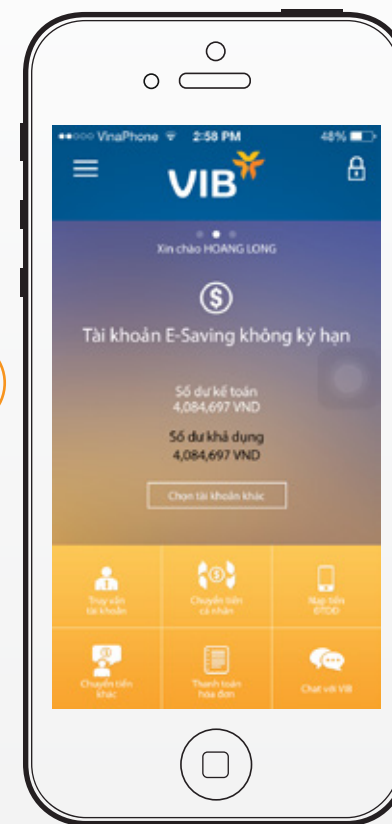 VinaPhone 2:58 PM 48%
VIB
Xin chào HOANG LONG
Tài khoản E-Saving không kỳ hạn
Số dư kế toán
4,084,697 VND
Số dư khả dụng
4,084,697 VND
Chọn tài khoản khác
Truy vấn
tài khoản
Chuyển tiền
cá nhân
Nạp tiền
ĐTDĐ
Chuyển tiền
khác
Thanh toán
hóa đơn
Chat với VIB